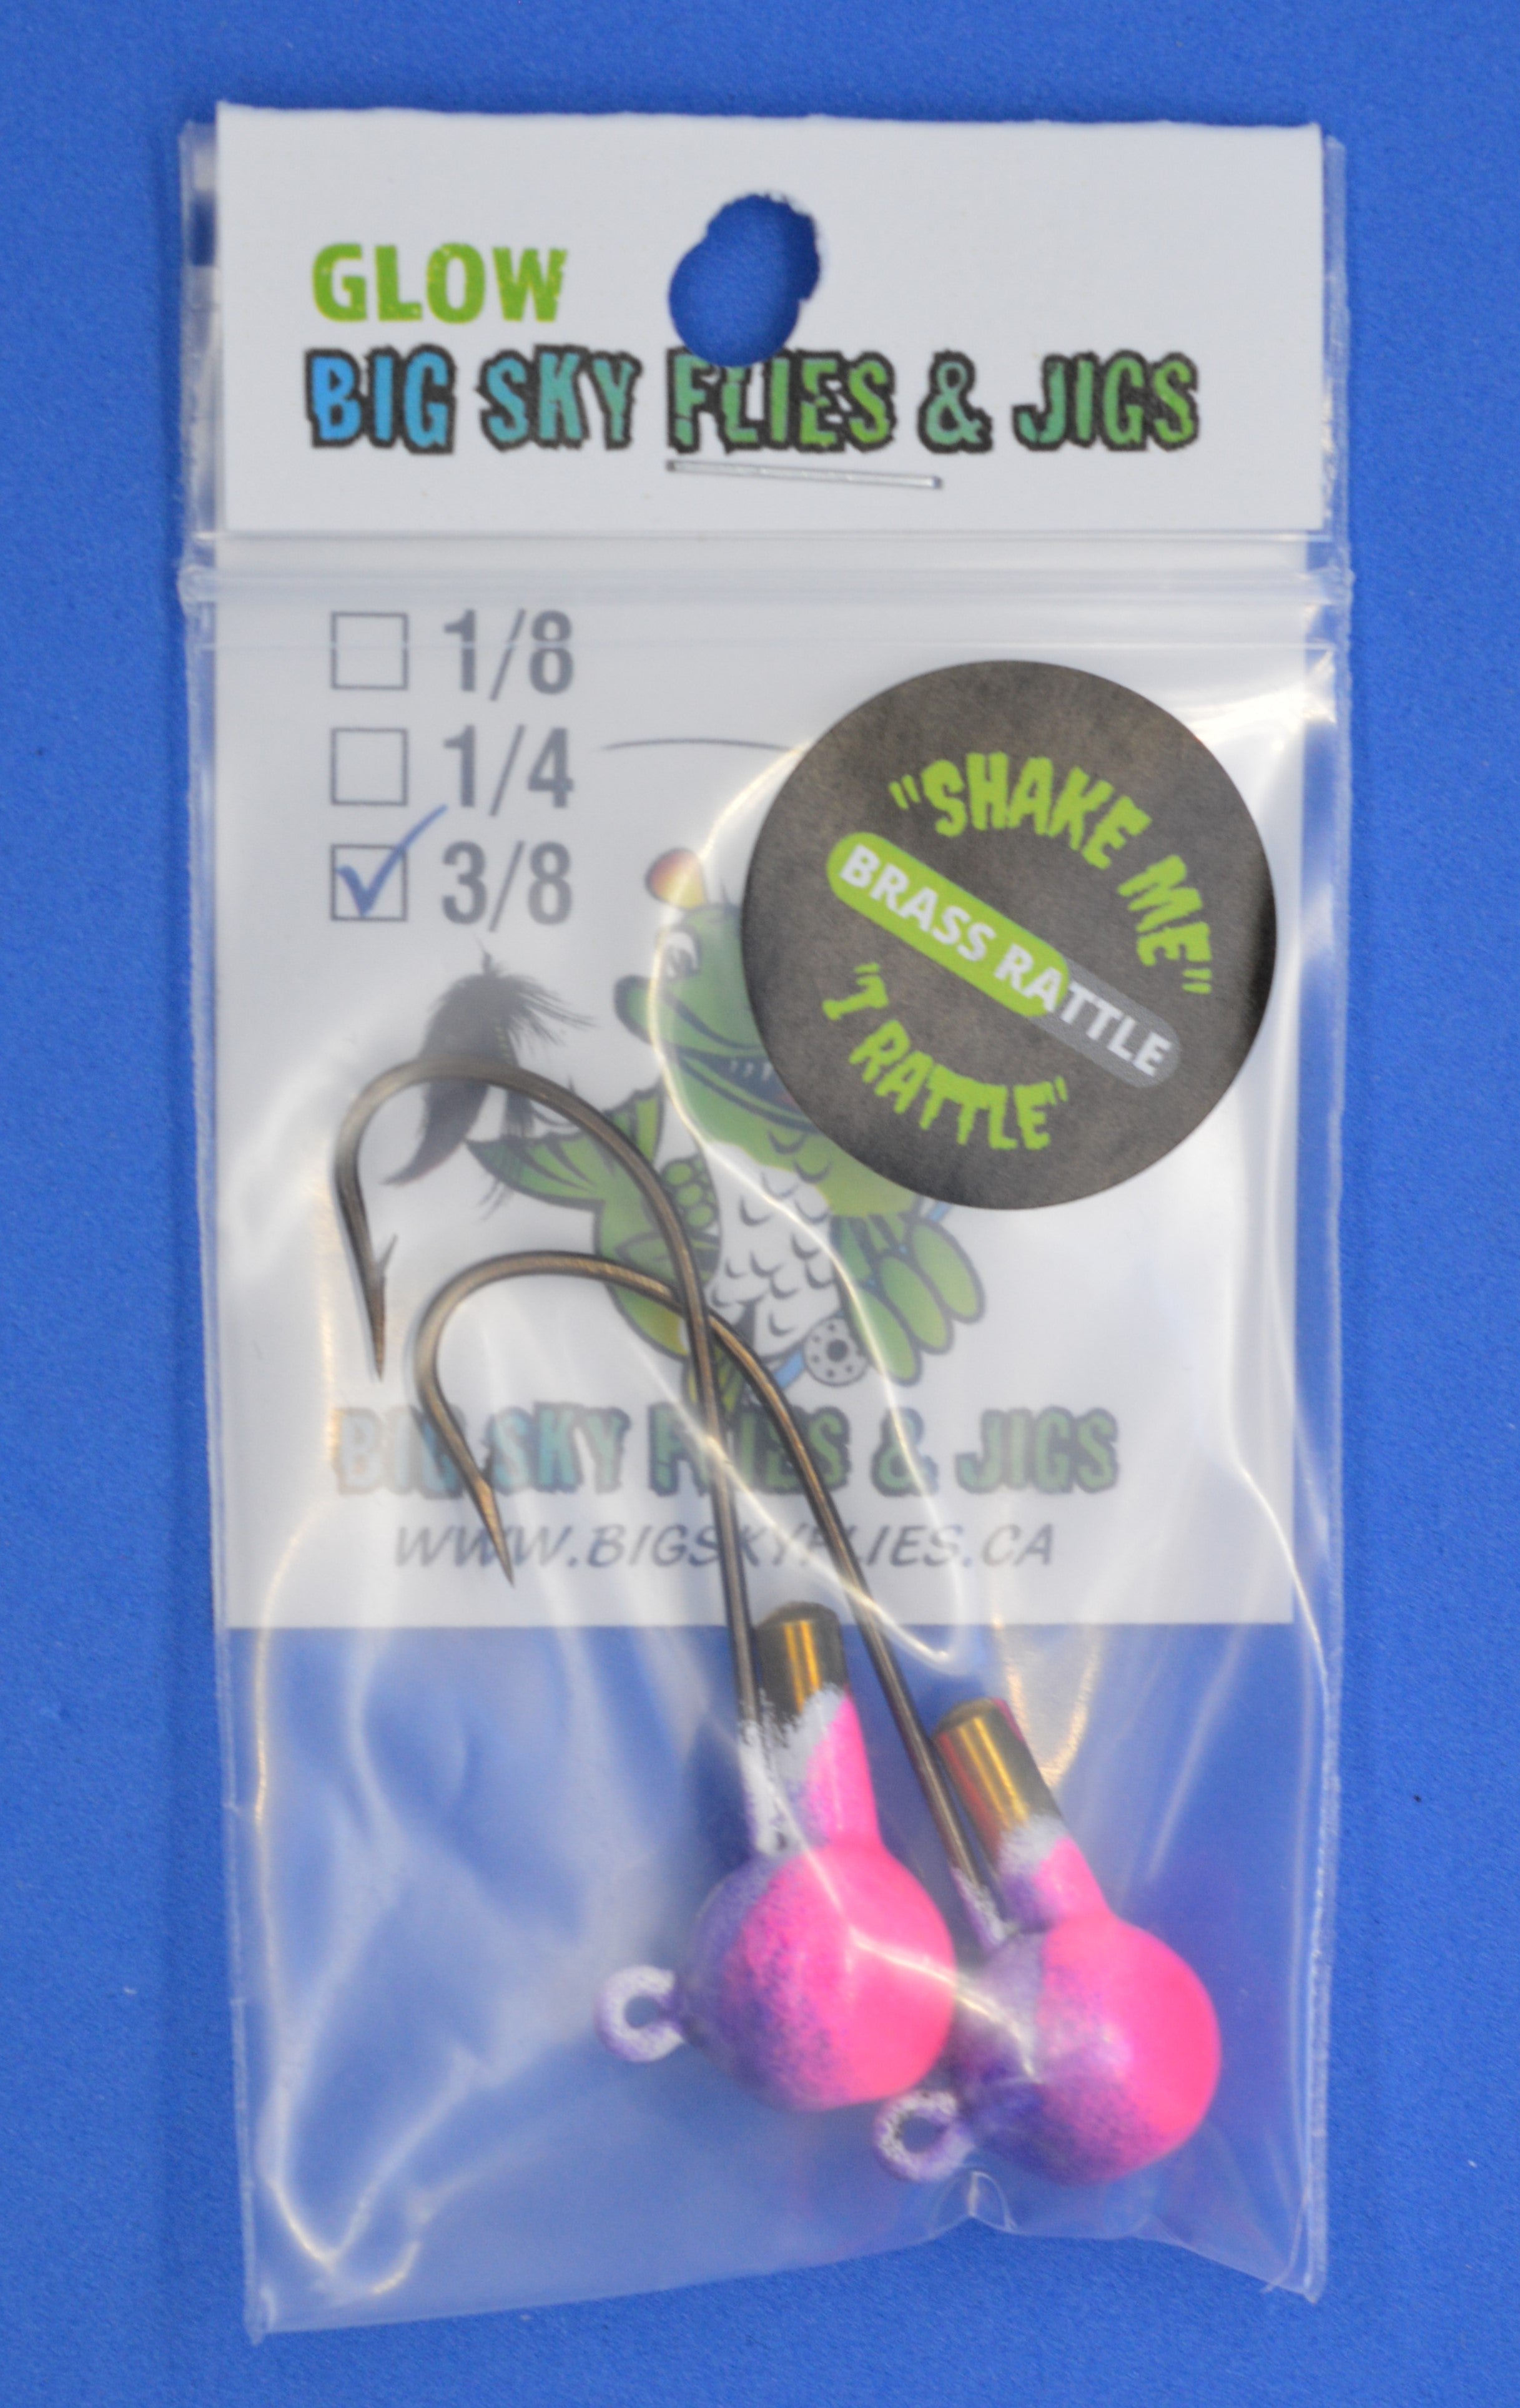 GLOW
BIG SKY FLIES & JIGS
1/8
1/4
3/8
"SHAKE ME"
BRASS RATTLE
"I RATTLE"
BIG SKY FLIES & JIGS
WWW.BIGSKYFLIES.CA